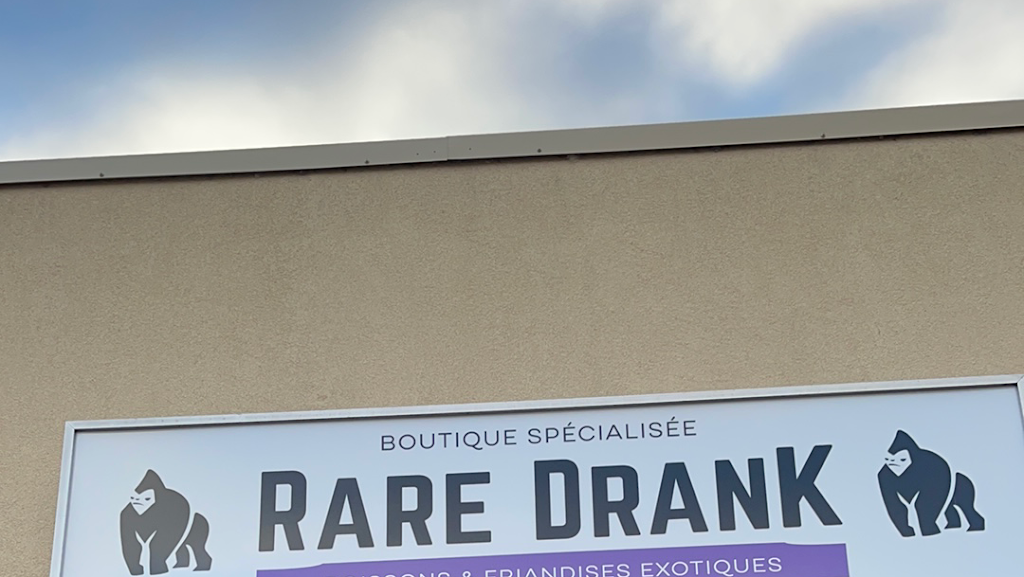 BOUTIQUE SPÉCIALISÉE
RARE DRANK
& FRIANDISES EXOTIQUES